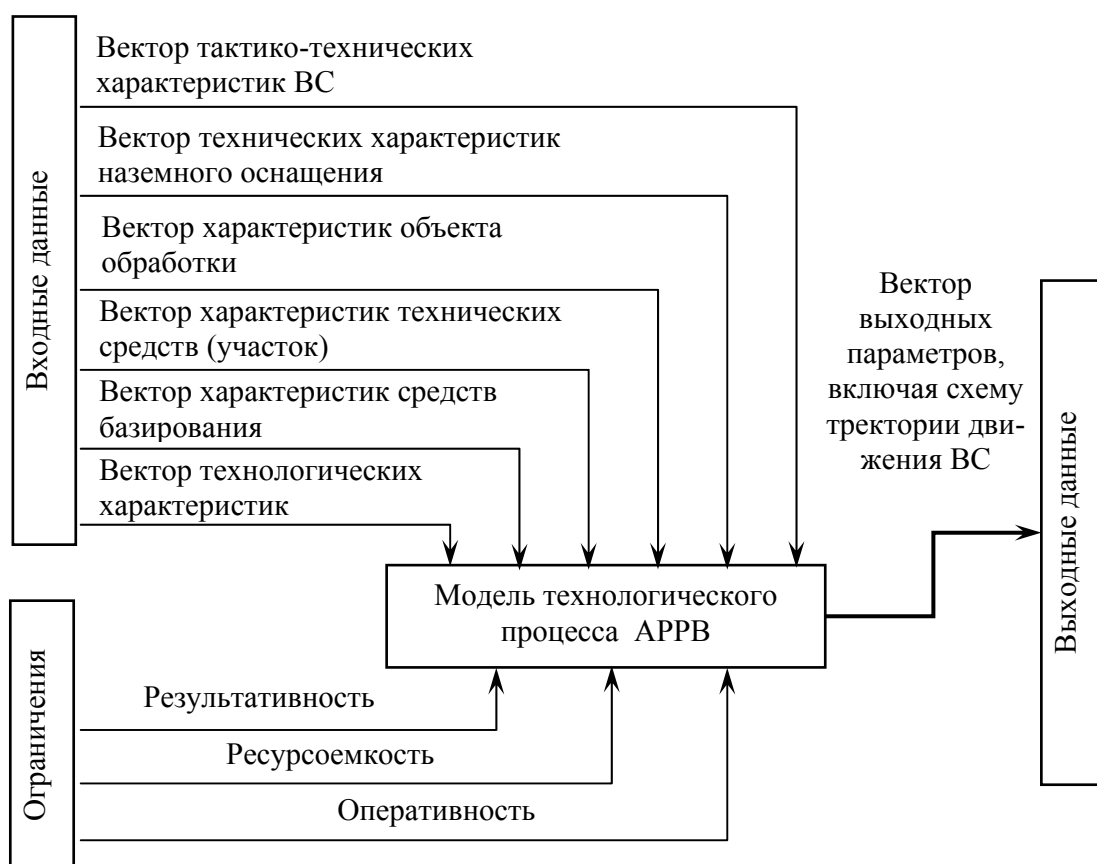 Входные данные
Вектор тактико-технических
характеристик ВС
Вектор технических характеристик
наземного оснащения
Вектор характеристик объекта
обработки
Вектор характеристик технических
средств (участок)
Вектор характеристик средств
базирования
Вектор технологических
характеристик
Модель технологического
процесса АРРВ
Вектор
выходных
параметров,
включая схему
тректории дви-
жения ВС
Выходные данные
Ограничения
Результативность
Ресурсоемкость
Оперативность